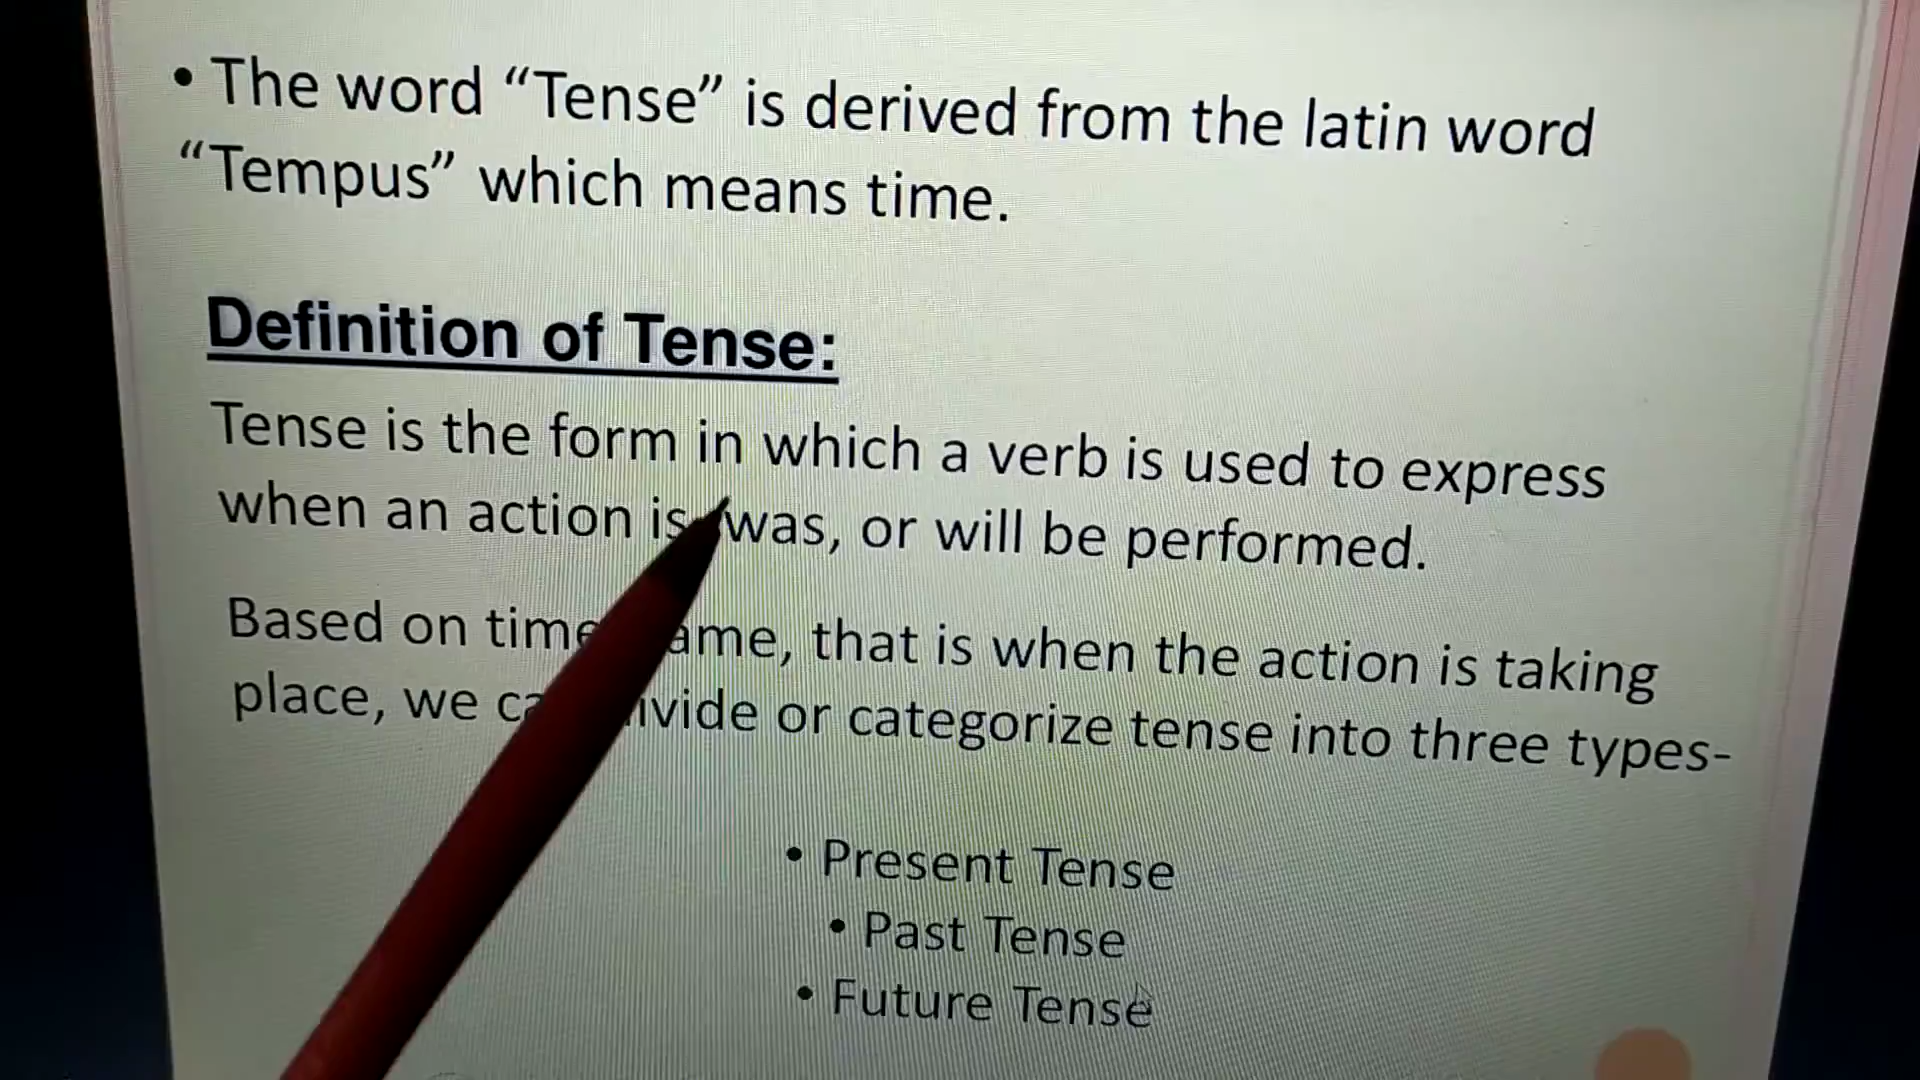 • The word “Tense” is derived from the latin word
“Tempus” which means time.
Definition of Tense:
Tense is the form in which a verb is used to express
when an action is was, or will be performed.
Based on that is when the action is taking
place, we or categorize tense into three types-
• Present Tense
• Past Tense
• Future Tense